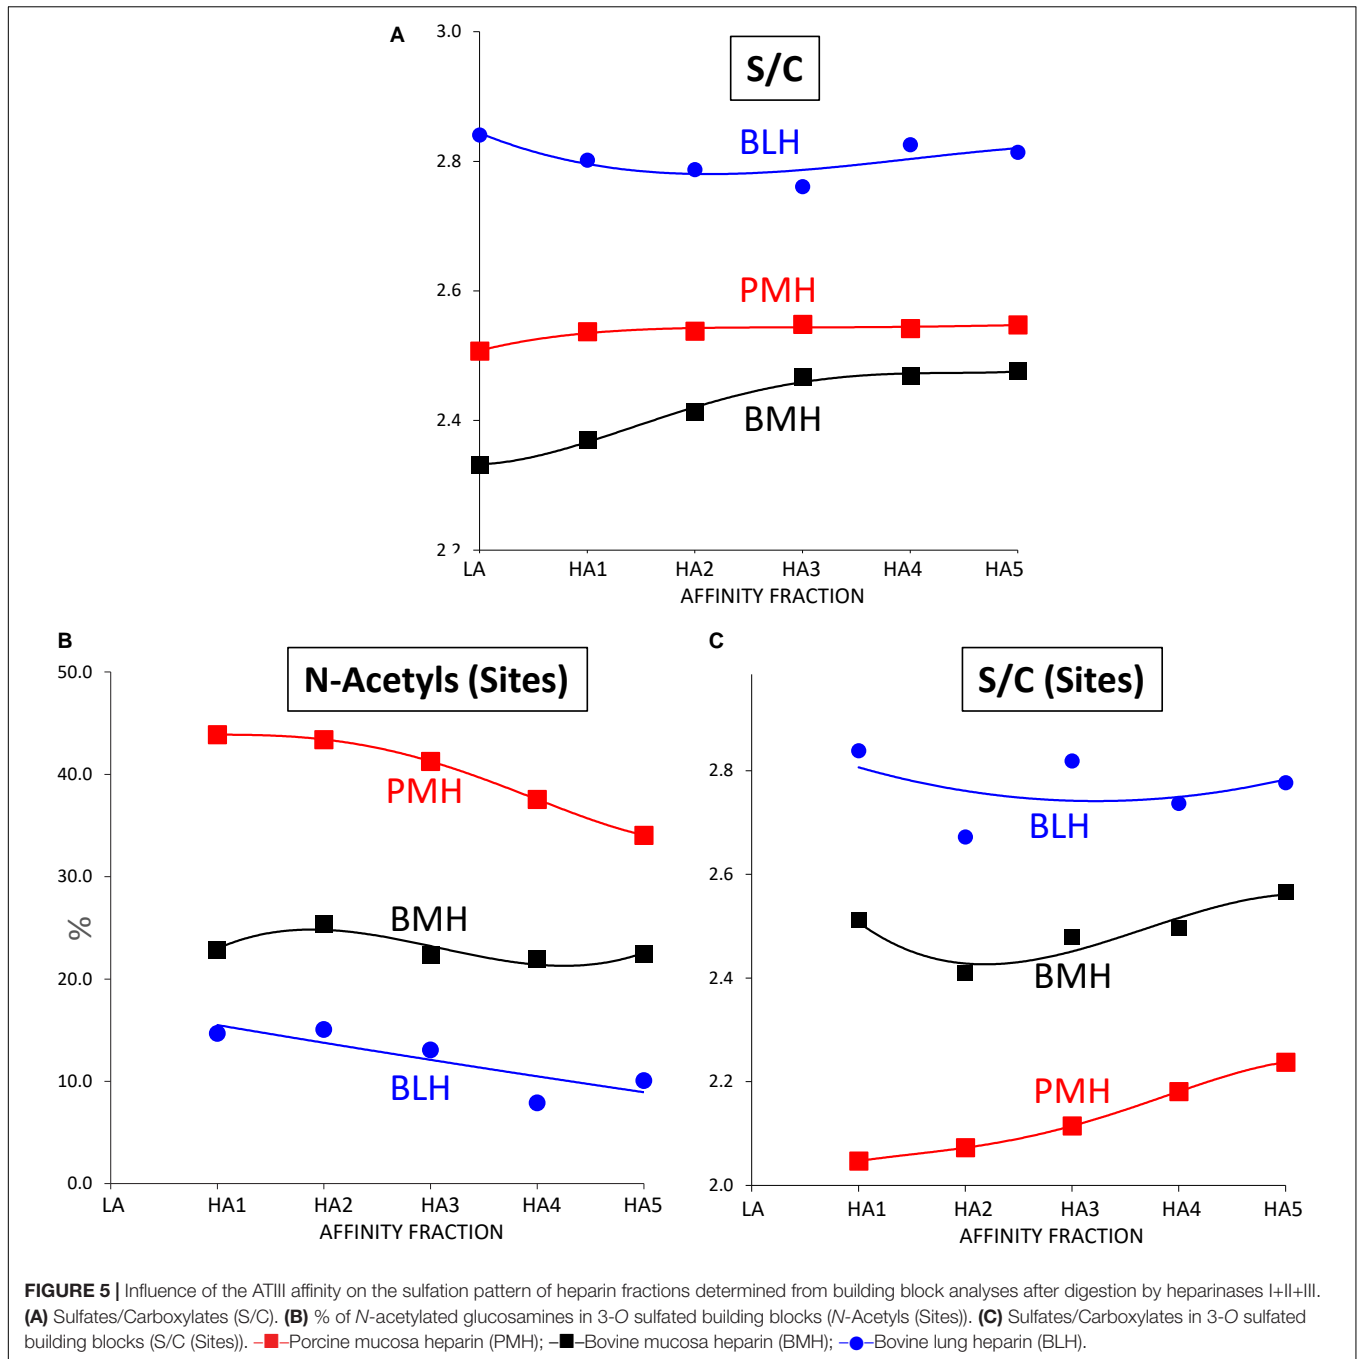 A
S/C
3.0
2.8
2.6
2.4
2.2
BLH
PMH
BMH
LA HA1 HA2 HA3 HA4 HA5
AFFINITY FRACTION
B
N-Acetyls (Sites)
50.0
40.0
30.0
20.0
10.0
0.0
%
PMH
BMH
BLH
LA HA1 HA2 HA3 HA4 HA5
AFFINITY FRACTION
C
S/C (Sites)
2.8
2.6
2.4
2.2
2.0
BLH
BMH
PMH
LA HA1 HA2 HA3 HA4 HA5
AFFINITY FRACTION
FIGURE 5 | Influence of the ATIII affinity on the sulfation pattern of heparin fractions determined from building block analyses after digestion by heparinases I+II+III.
(A) Sulfates/Carboxylates (S/C). (B) % of N-acetylated glucosamines in 3-O sulfated building blocks (N-Acetyls (Sites)). (C) Sulfates/Carboxylates in 3-O sulfated
building blocks (S/C (Sites)). –■–Porcine mucosa heparin (PMH); –■–Bovine mucosa heparin (BMH); –●–Bovine lung heparin (BLH).